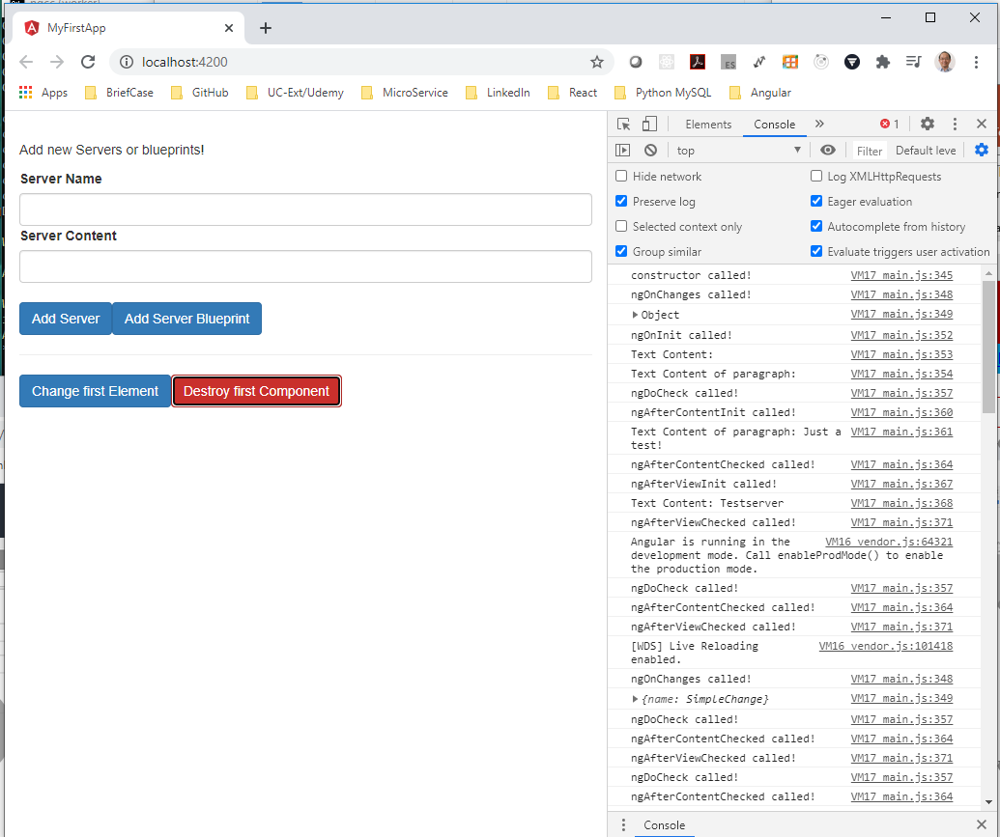 MyFirstApp
localhost:4200
Apps BriefCase GitHub UC-Ext/Udemy MicroService LinkedIn React Python MySQL Angular
Add new Servers or blueprints!
Server Name
Server Content
Add Server Add Server Blueprint
Change first Element Destroy first Component
Elements Console 1
top Filter Default leve
Hide network Log XMLHttpRequests
Preserve log Eager evaluation
Selected context only Autocomplete from history
Group similar Evaluate triggers user activation
constructor called! VM17 main.js:345
ngOnChanges called! VM17 main.js:348
Object VM17 main.js:349
ngOnInit called! VM17 main.js:352
Text Content: VM17 main.js:353
Text Content of paragraph: VM17 main.js:354
ngDoCheck called! VM17 main.js:357
ngAfterContentInit called! VM17 main.js:360
Text Content of paragraph: Just a VM17 main.js:361
test!
ngAfterContentChecked called! VM17 main.js:364
ngAfterViewInit called! VM17 main.js:367
Text Content: Testserver VM17 main.js:368
ngAfterViewChecked called! VM17 main.js:371
Angular is running in the VM16 vendor.js:64321
development mode. Call enableProdMode() to enable
the production mode.
ngDoCheck called! VM17 main.js:357
ngAfterContentChecked called! VM17 main.js:364
ngAfterViewChecked called! VM17 main.js:371
[WDS] Live Reloading VM16 vendor.js:101418
enabled.
ngOnChanges called! VM17 main.js:348
{name: SimpleChange} VM17 main.js:349
ngDoCheck called! VM17 main.js:357
ngAfterContentChecked called! VM17 main.js:364
ngAfterViewChecked called! VM17 main.js:371
ngDoCheck called! VM17 main.js:357
ngAfterContentChecked called! VM17 main.js:364
Console